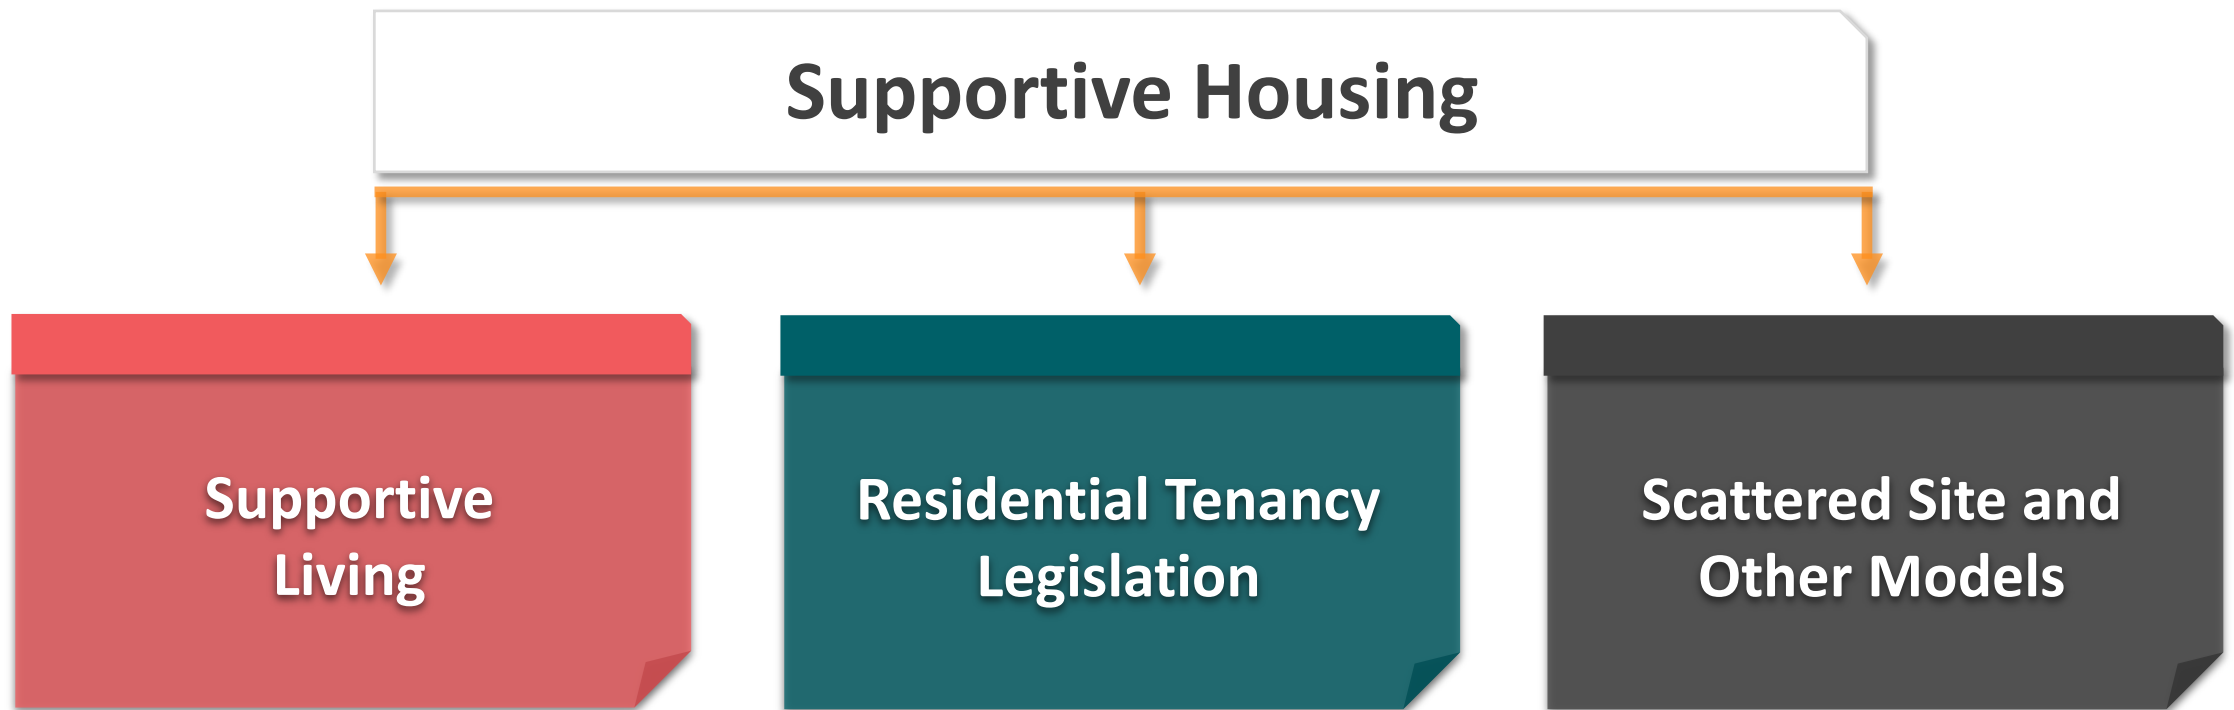 Supportive Housing
Supportive
Living
Residential Tenancy
Legislation
Scattered Site and
Other Models